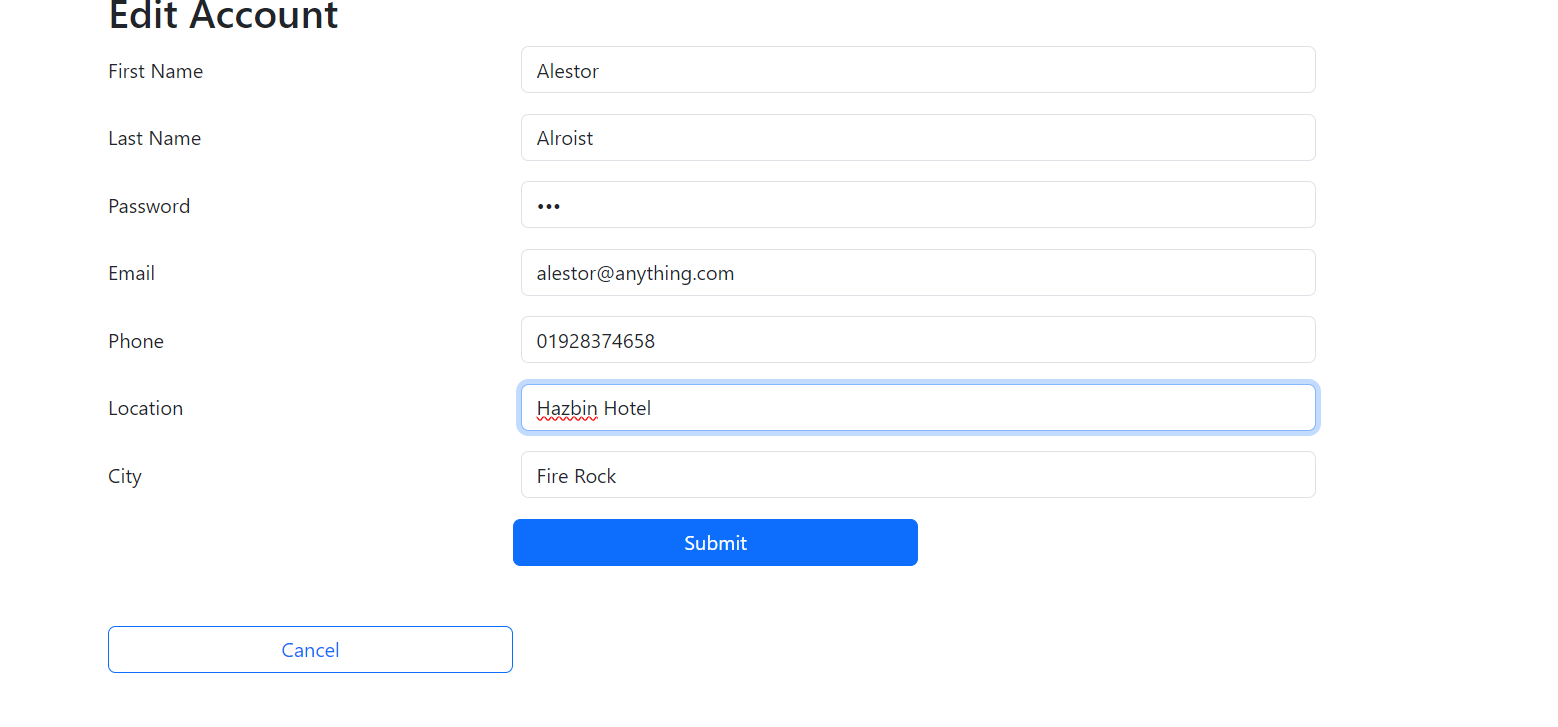 Edit Account
First Name Alestor
Last Name Alroist
Password •••
Email alestor@anything.com
Phone 01928374658
Location Hazbin Hotel
City Fire Rock
Submit
Cancel